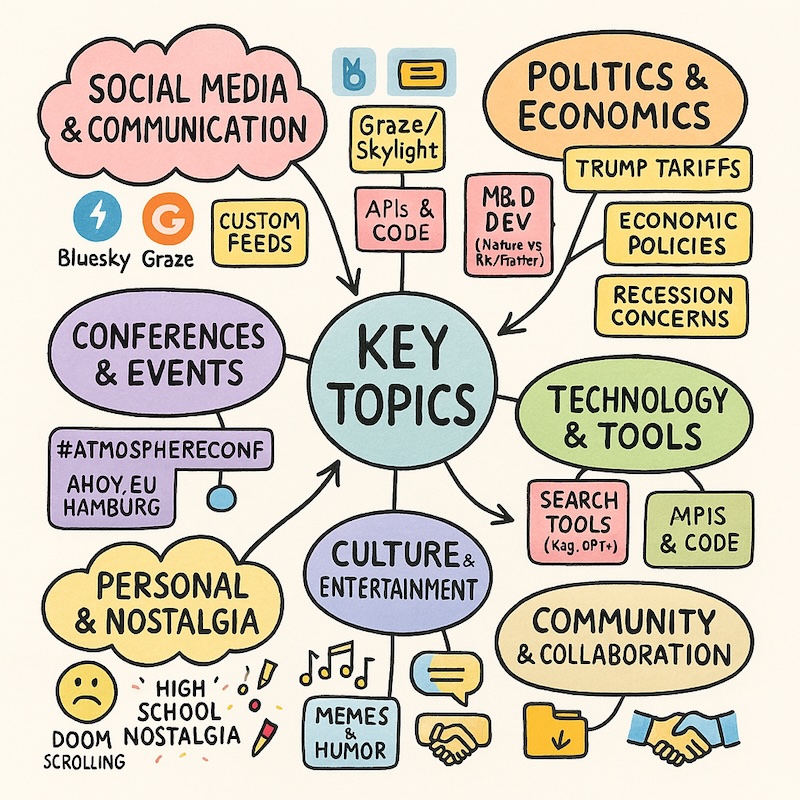 SOCIAL MEDIA
& COMMUNICATION
Bluesky
Graze
CUSTOM
FEEDS
Graze/
Skylight
APIs &
CODE
MB.D
DEV
(Nature vs
Rk/Fratter)
POLITICS &
ECONOMICS
TRUMP TARIFFS
ECONOMIC
POLICIES
RECESSION
CONCERNS
KEY
TOPICS
CONFERENCES
& EVENTS
#ATMOSPHERECONF
AHOY, EU
HAMBURG
TECHNOLOGY
& TOOLS
SEARCH
TOOLS
(Kag. OPT+)
MPIS
& CODE
PERSONAL
& NOSTALGIA
DOOM
SCROLLING
HIGH
SCHOOL
NOSTALGIA
CULTURE &
ENTERTAINMENT
MEMES
&
HUMOR
COMMUNITY
& COLLABORATION